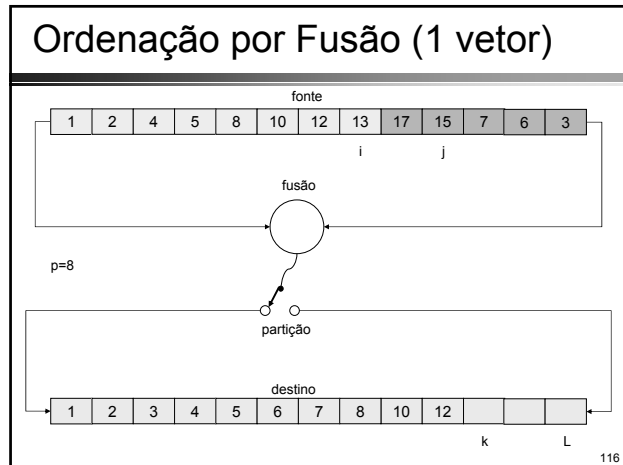 Ordenação por Fusão (1 vetor)
fonte
1 2 4 5 8 10 12 13 17 15 7 6 3
i j
fusão
p=8
partição
destino
1 2 3 4 5 6 7 8 10 12
k L
116